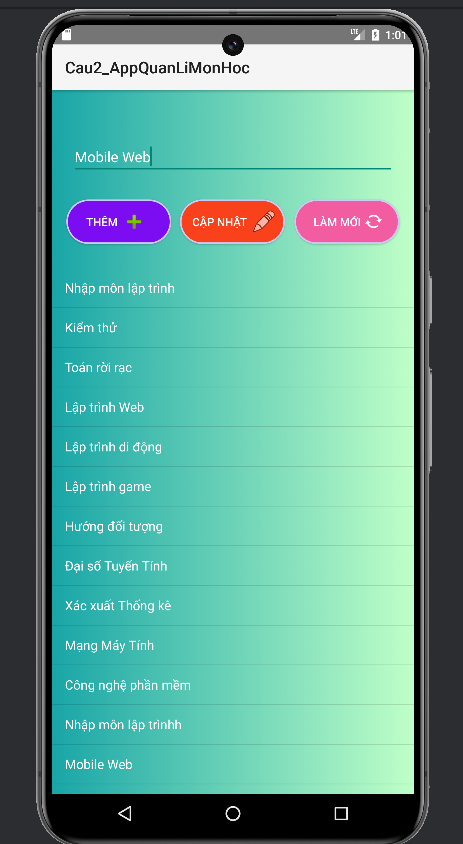 LTE 1:01
Cau2_AppQuanLiMonHoc
Mobile Web
THÊM CẬP NHẬT LÀM MỚI
Nhập môn lập trình
Kiểm thử
Toán rời rạc
Lập trình Web
Lập trình di động
Lập trình game
Hướng đối tượng
Đại số Tuyến Tính
Xác xuất Thống kê
Mạng Máy Tính
Công nghệ phần mềm
Nhập môn lập trìnhh
Mobile Web